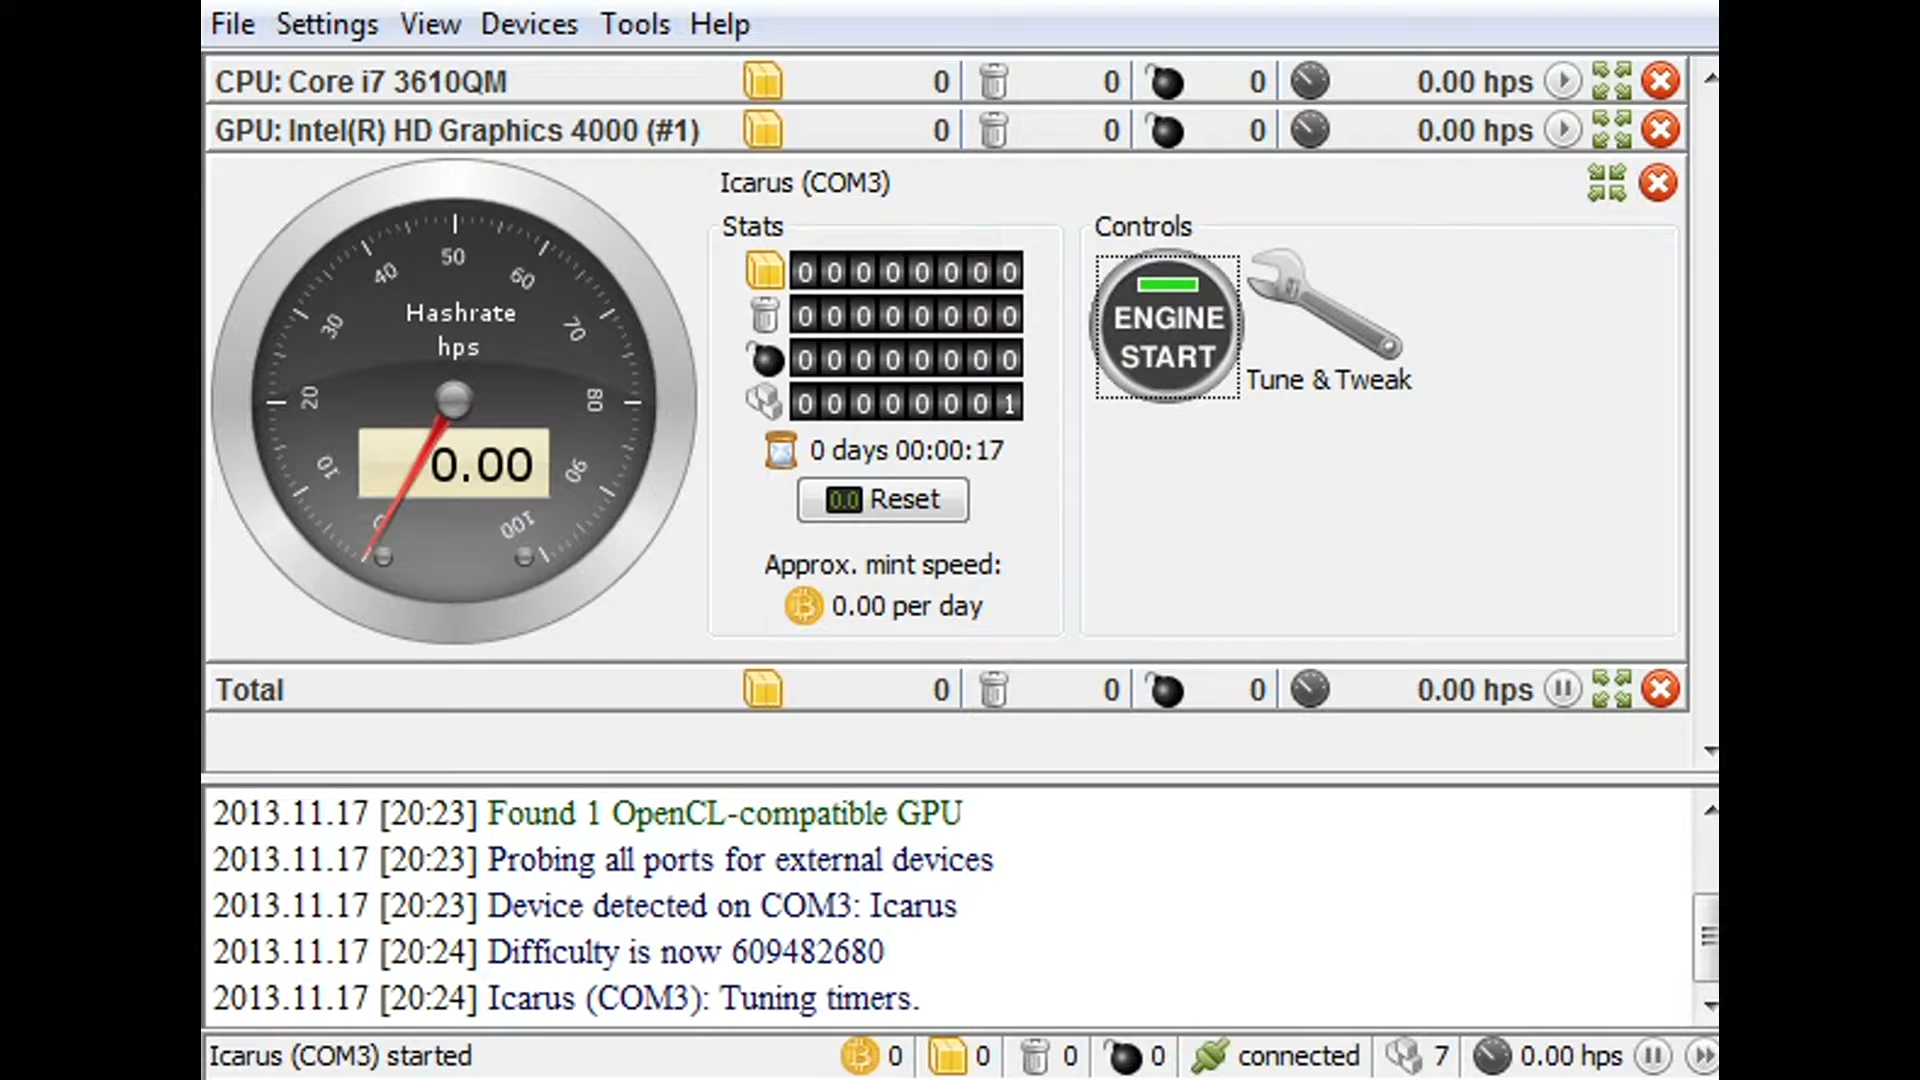 File Settings View Devices Tools Help
CPU: Core i7 3610QM 0 0 0 0.00 hps
GPU: Intel(R) HD Graphics 4000 (#1) 0 0 0 0.00 hps
Icarus (COM3)
Stats
Controls
0 10 20 30 40 50 60 70 80 90 100
Hashrate
hps
0.00
00000000
00000000
00000000
00000001
0 days 00:00:17
0.0 Reset
Approx. mint speed:
0.00 per day
ENGINE
START
Tune & Tweak
Total 0 0 0 0.00 hps
2013.11.17 [20:23] Found 1 OpenCL-compatible GPU
2013.11.17 [20:23] Probing all ports for external devices
2013.11.17 [20:23] Device detected on COM3: Icarus
2013.11.17 [20:24] Difficulty is now 609482680
2013.11.17 [20:24] Icarus (COM3): Tuning timers.
Icarus (COM3) started 0 0 0 0 connected 7 0.00 hps